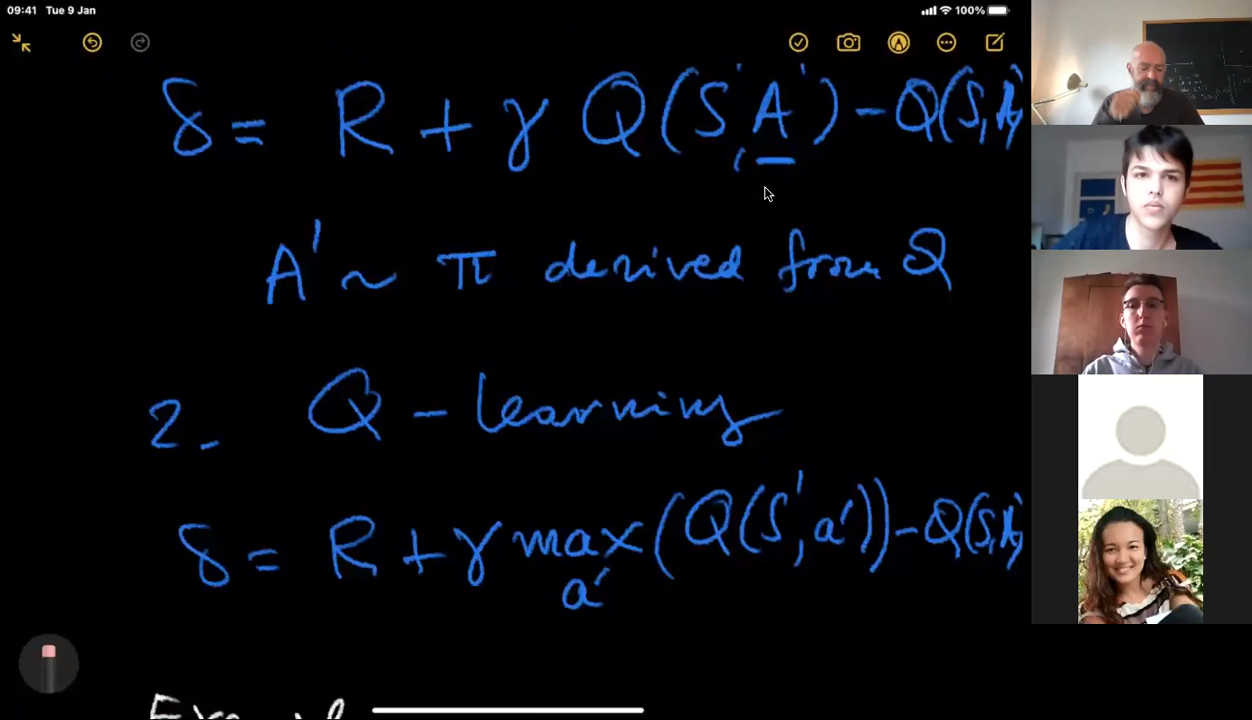 09:41 Tue 9 Jan 100%
δ = R + γ Q(S', A') - Q(S, A)
A' ~ π derived from Q
2. Q - learning
δ = R + γ max (Q(S', a')) - Q(S, A)
a'